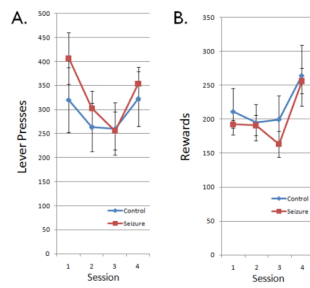 A.
Lever Presses
500
450
400
350
300
250
200
150
100
50
0
Control
Seizure
1 2 3 4
Session
B.
Rewards
350
300
250
200
150
100
50
0
Control
Seizure
1 2 3 4
Session